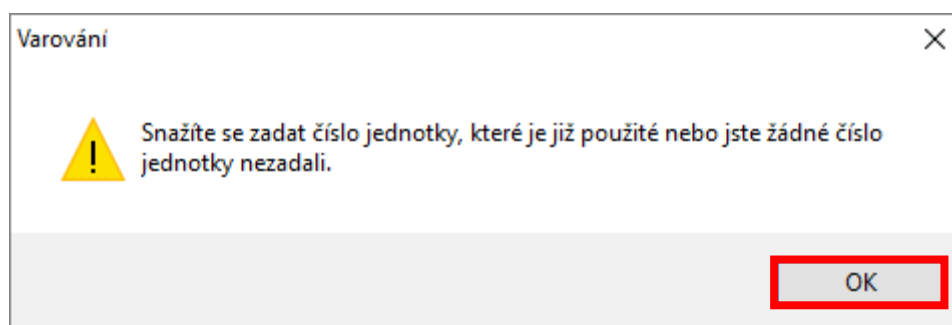 Varování
Snažíte se zadat číslo jednotky, které je již použité nebo jste žádné číslo
jednotky nezadali.
OK